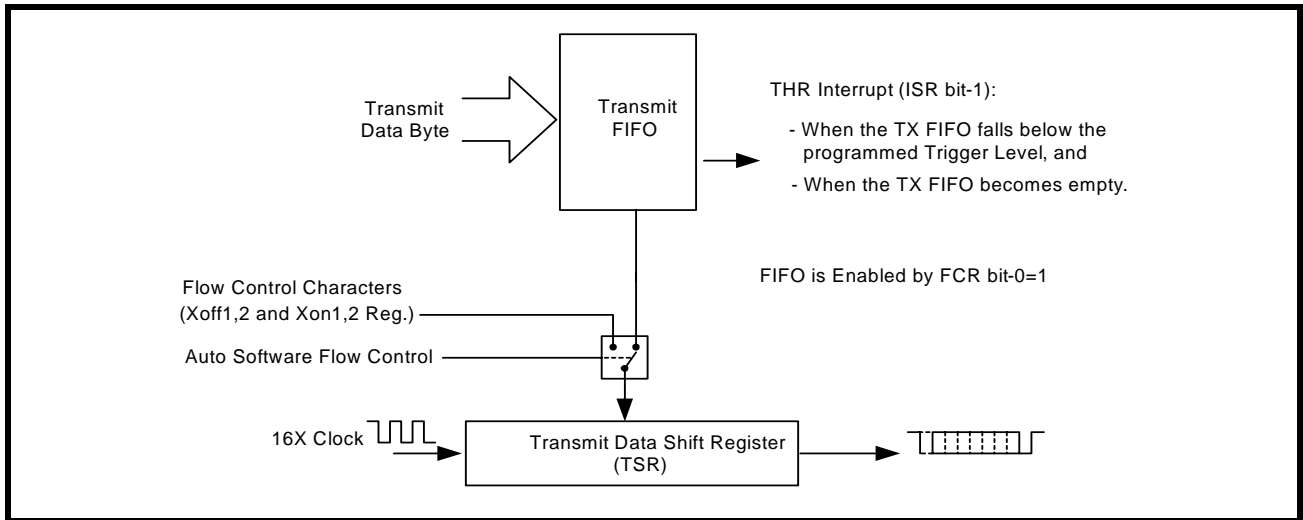 Transmit
Data Byte
Transmit
FIFO
THR Interrupt (ISR bit-1):
- When the TX FIFO falls below the
programmed Trigger Level, and
- When the TX FIFO becomes empty.
FIFO is Enabled by FCR bit-0=1
Flow Control Characters
(Xoff1,2 and Xon1,2 Reg.)
Auto Software Flow Control
16X Clock
Transmit Data Shift Register
(TSR)